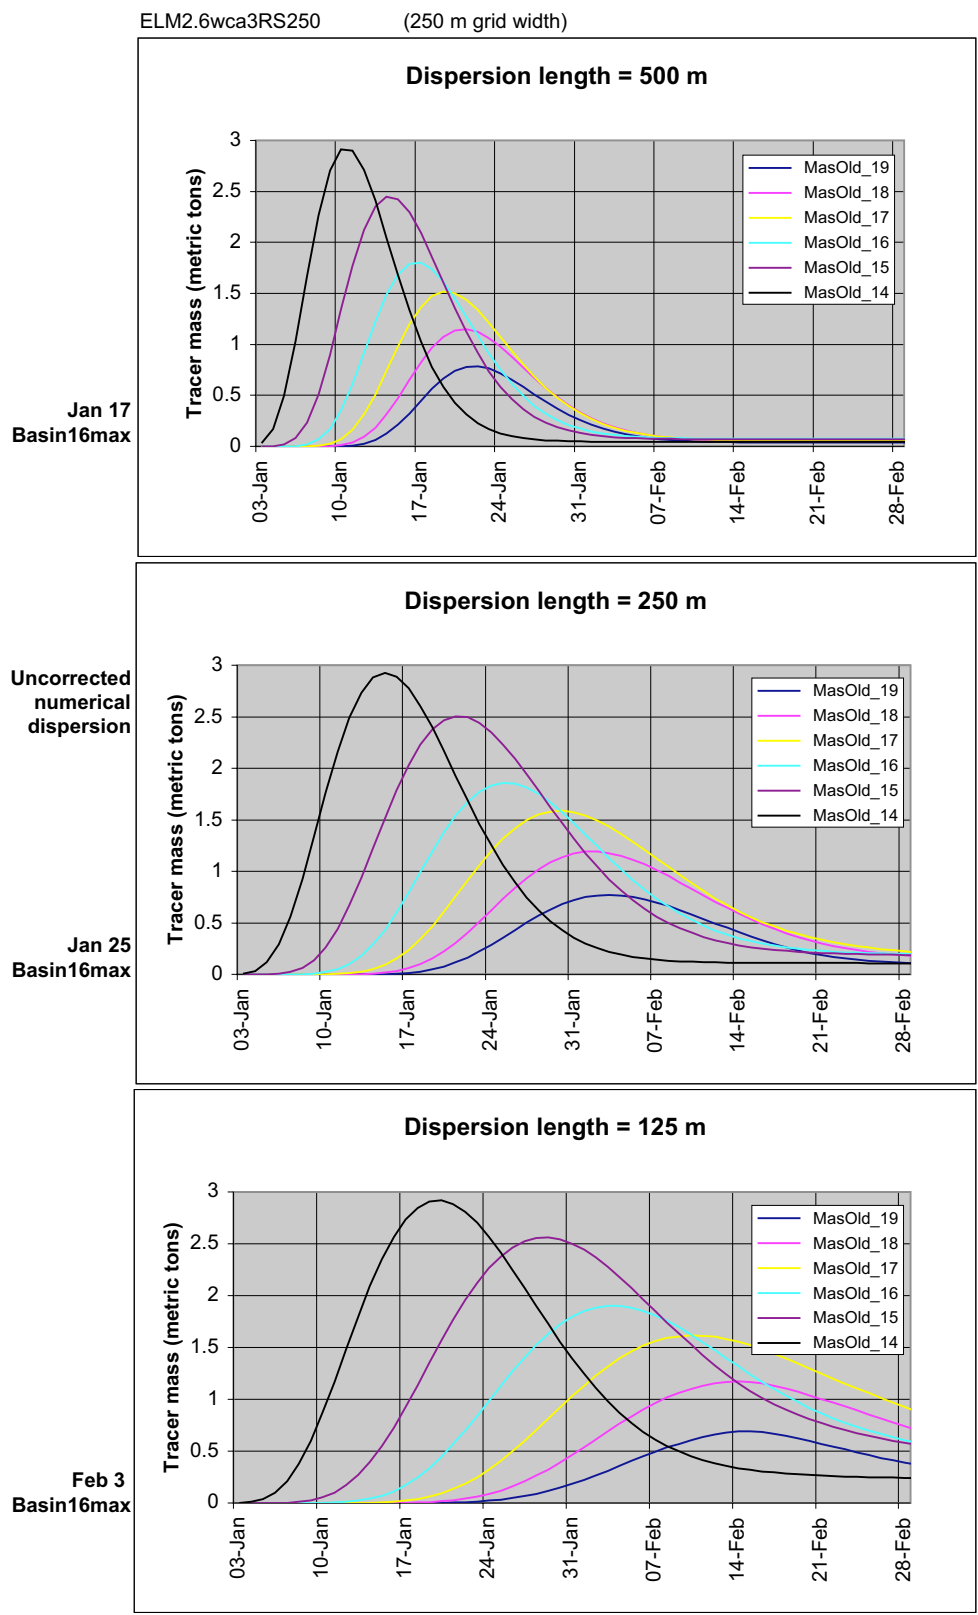 ELM2.6wca3RS250 (250 m grid width)
Dispersion length = 500 m
Tracer mass (metric tons)
3
2.5
2
1.5
1
0.5
0
MasOld_19
MasOld_18
MasOld_17
MasOld_16
MasOld_15
MasOld_14
03-Jan
10-Jan
17-Jan
24-Jan
31-Jan
07-Feb
14-Feb
21-Feb
28-Feb
Jan 17
Basin16max
Dispersion length = 250 m
Uncorrected
numerical
dispersion
Tracer mass (metric tons)
3
2.5
2
1.5
1
0.5
0
MasOld_19
MasOld_18
MasOld_17
MasOld_16
MasOld_15
MasOld_14
03-Jan
10-Jan
17-Jan
24-Jan
31-Jan
07-Feb
14-Feb
21-Feb
28-Feb
Jan 25
Basin16max
Dispersion length = 125 m
Tracer mass (metric tons)
3
2.5
2
1.5
1
0.5
0
MasOld_19
MasOld_18
MasOld_17
MasOld_16
MasOld_15
MasOld_14
03-Jan
10-Jan
17-Jan
24-Jan
31-Jan
07-Feb
14-Feb
21-Feb
28-Feb
Feb 3
Basin16max